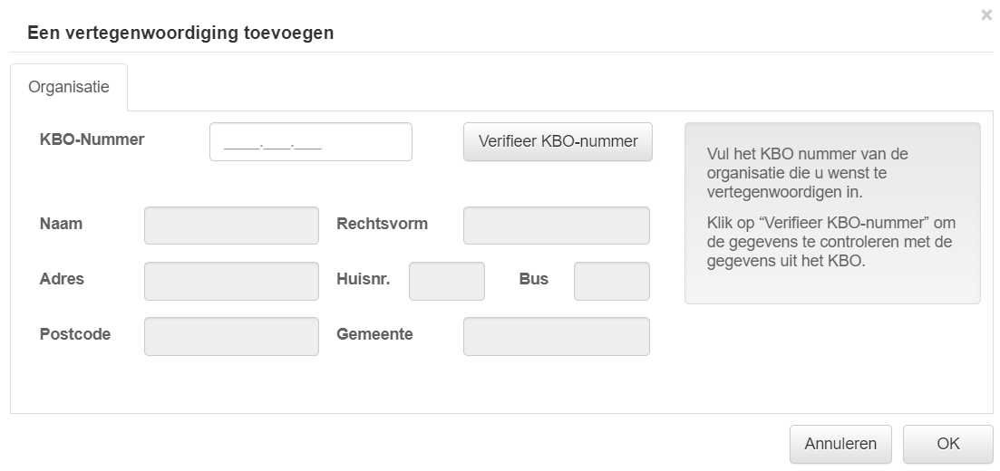 ×
Een vertegenwoordiging toevoegen
Organisatie
KBO-Nummer ____.___.___ Verifieer KBO-nummer
Vul het KBO nummer van de
organisatie die u wenst te
vertegenwoordigen in.
Klik op “Verifieer KBO-nummer” om
de gegevens te controleren met de
gegevens uit het KBO.
Naam Rechtsvorm
Adres Huisnr. Bus
Postcode Gemeente
Annuleren OK